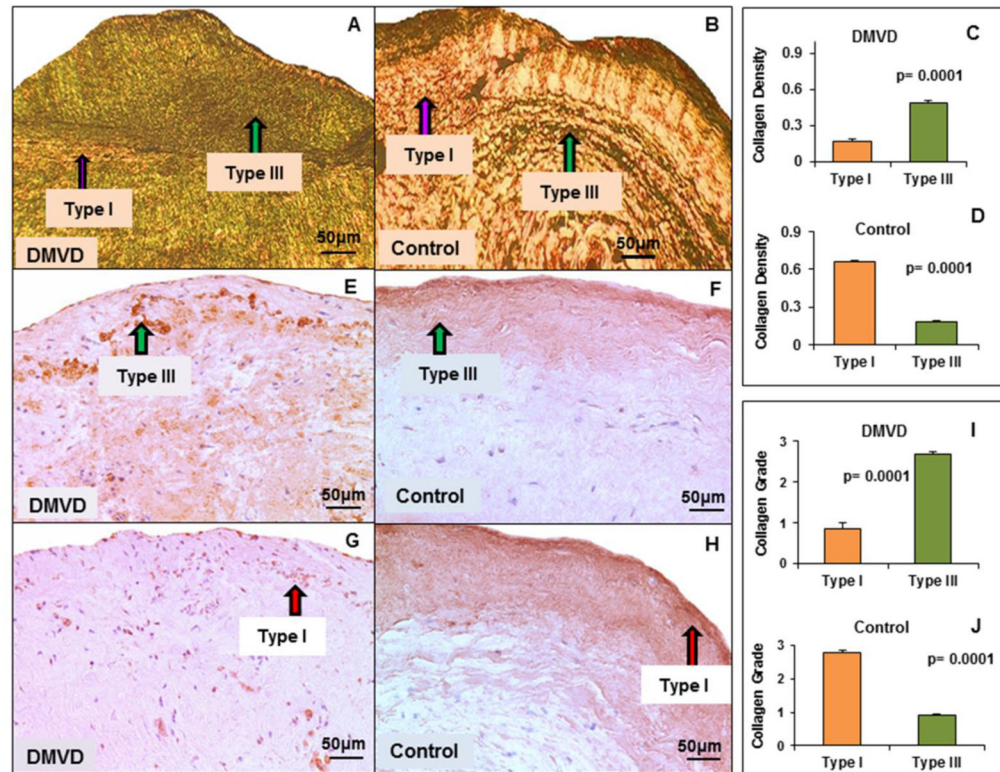 A
Type III
Type I
50µm
DMVD
B
Type I
Type III
50µm
Control
C
DMVD
Collagen Density
0.9
0.6
0.3
0
p= 0.0001
Type I
Type III
D
Control
Collagen Density
0.9
0.6
0.3
0
p= 0.0001
Type I
Type III
E
Type III
50µm
DMVD
F
Type III
50µm
Control
G
Type I
50µm
DMVD
H
Type I
50µm
Control
I
DMVD
Collagen Grade
3
2
1
0
p= 0.0001
Type I
Type III
J
Control
Collagen Grade
3
2
1
0
p= 0.0001
Type I
Type III